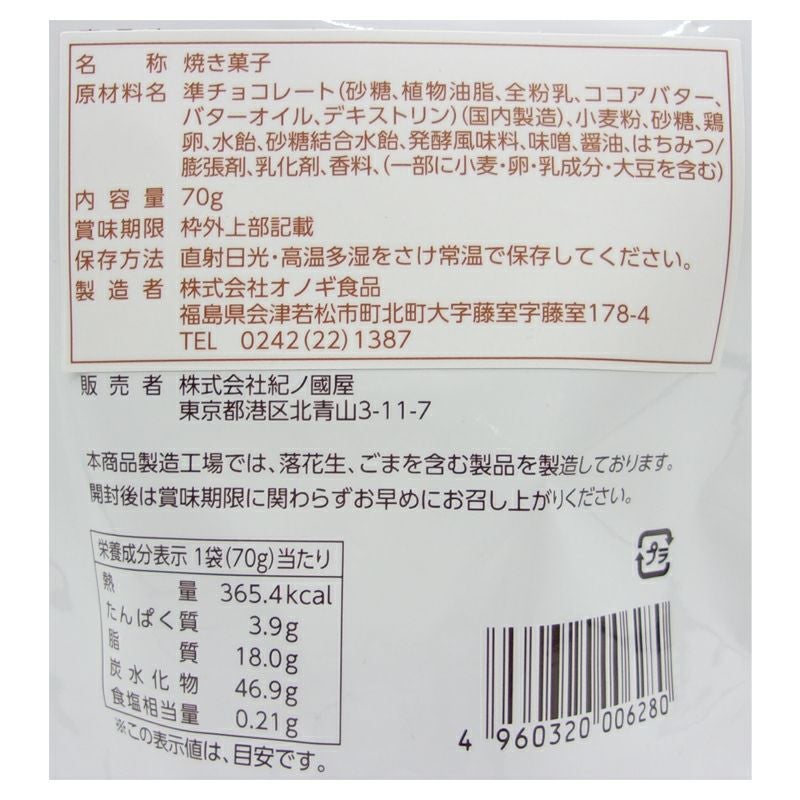 名称 焼き菓子
原材料名 準チョコレート(砂糖、植物油脂、全粉乳、ココアバター、
バターオイル、デキストリン)(国内製造)、小麦粉、砂糖、鶏
卵、水飴、砂糖結合水飴、発酵風味料、味噌、醤油、はちみつ/
膨張剤、乳化剤、香料、(一部に小麦・卵・乳成分・大豆を含む)
内容量 70g
賞味期限 枠外上部記載
保存方法 直射日光・高温多湿をさけ常温で保存してください。
製造者 株式会社オノギ食品
福島県会津若松市町北町大字藤室字藤室178-4
TEL 0242(22)1387
販売者 株式会社紀ノ國屋
東京都港区北青山3-11-7
本商品製造工場では、落花生、ごまを含む製品を製造しております。
開封後は賞味期限に関わらずお早めにお召し上がりください。
栄養成分表示 1袋(70g)当たり
熱量 365.4kcal
たんぱく質 3.9g
脂質 18.0g
炭水化物 46.9g
食塩相当量 0.21g
※この表示値は、目安です。
プラ
4 960320 006280